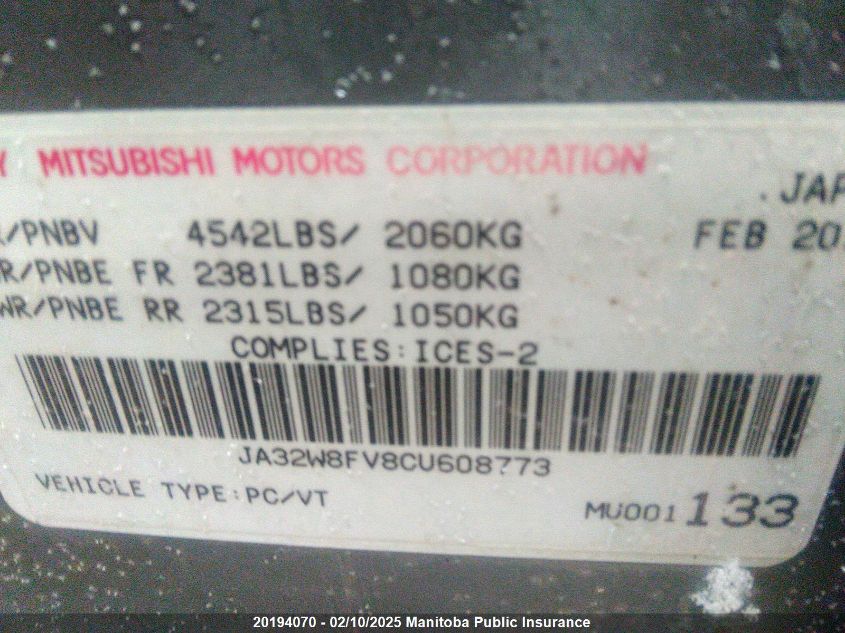 Y MITSUBISHI MOTORS CORPORATION
. JAP
/PNBV 4542LBS/ 2060KG FEB 20
R/PNBE FR 2381LBS/ 1080KG
WR/PNBE RR 2315LBS/ 1050KG
COMPLIES:ICES-2
JA32W8FV8CU608773
VEHICLE TYPE:PC/VT MU001 133
20194070 - 02/10/2025 Manitoba Public Insurance